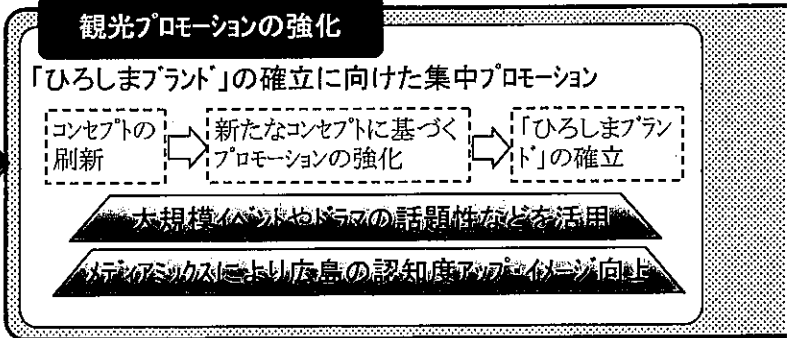 観光プロモーションの強化
「ひろしまブランド」の確立に向けた集中プロモーション
コンセプトの
刷新
新たなコンセプトに基づく
プロモーションの強化
「ひろしまブラン
ド」の確立
大規模イベントやドラマの話題性などを活用
メディアミックスにより広島の認知度アップ・イメージ向上